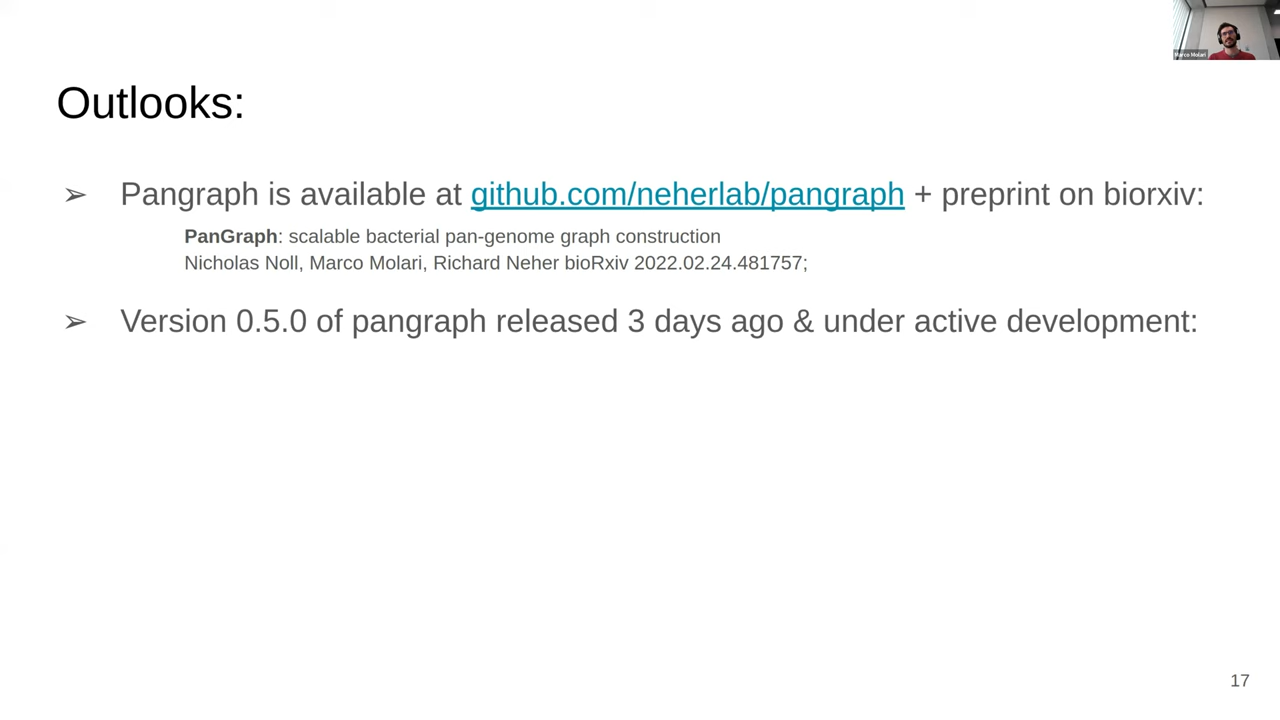 Marco Molari
Outlooks:
➢ Pangraph is available at github.com/neherlab/pangraph + preprint on biorxiv:
PanGraph: scalable bacterial pan-genome graph construction
Nicholas Noll, Marco Molari, Richard Neher bioRxiv 2022.02.24.481757;
➢ Version 0.5.0 of pangraph released 3 days ago & under active development:
17